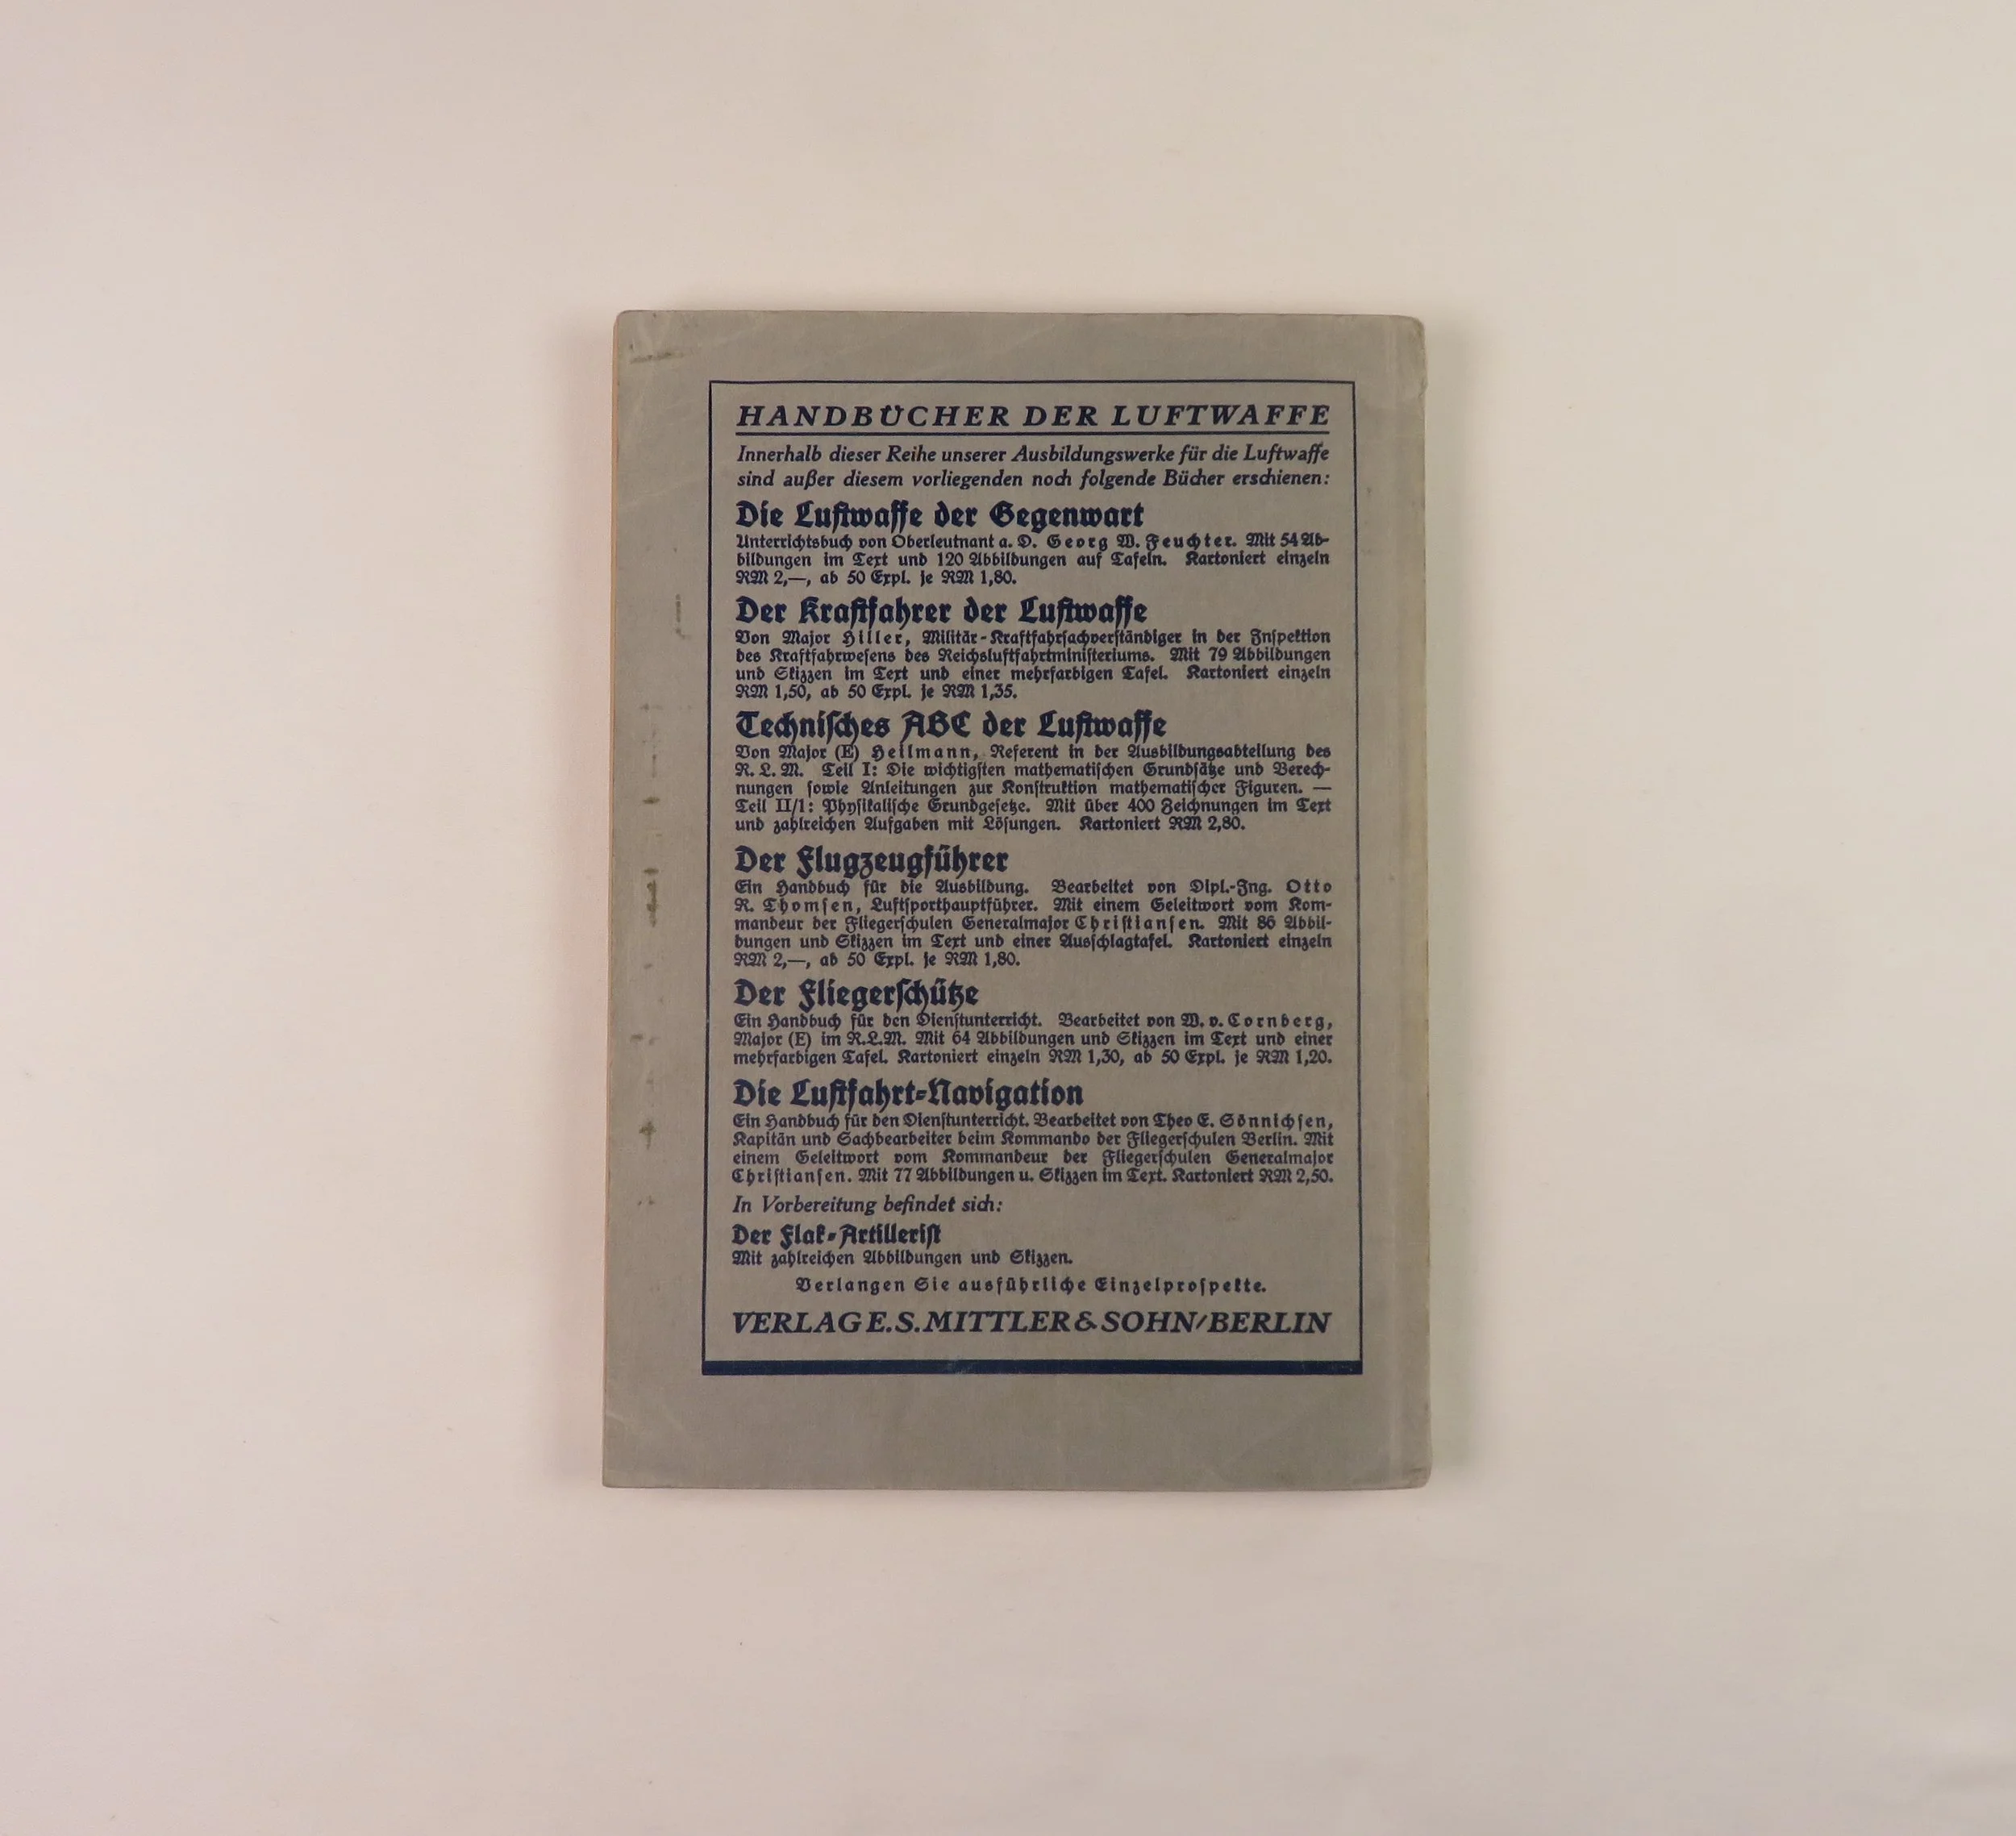 HANDBÜCHER DER LUFTWAFFE
Innerhalb dieser Reihe unserer Ausbildungswerke für die Luftwaffe
sind außer diesem vorliegenden noch folgende Bücher erschienen:
Die Luftwaffe der Gegenwart
Unterrichtsbuch von Oberleutnant a. D. Georg W. Feuchter. Mit 54 Ab-
bildungen im Text und 120 Abbildungen auf Tafeln. Kartoniert einzeln
RM 2,—, ab 50 Expl. je RM 1,80.
Der Kraftfahrer der Luftwaffe
Von Major Hiller, Militär-Kraftfahrsachverständiger in der Inspektion
des Kraftfahrwesens des Reichsluftfahrtministeriums. Mit 79 Abbildungen
und Skizzen im Text und einer mehrfarbigen Tafel. Kartoniert einzeln
RM 1,50, ab 50 Expl. je RM 1,35.
Technisches ABC der Luftwaffe
Von Major (E) Heilmann, Referent in der Ausbildungsabteilung des
R. L. M. Teil I: Die wichtigsten mathematischen Grundsätze und Berech-
nungen sowie Anleitungen zur Konstruktion mathematischer Figuren. —
Teil II/1: Physikalische Grundgesetze. Mit über 400 Zeichnungen im Text
und zahlreichen Aufgaben mit Lösungen. Kartoniert RM 2,80.
Der Flugzeugführer
Ein Handbuch für die Ausbildung. Bearbeitet von Dipl.-Ing. Otto
R. Thomsen, Luftsporthauptführer. Mit einem Geleitwort vom Kom-
mandeur der Fliegerschulen Generalmajor Christiansen. Mit 86 Abbil-
dungen und Skizzen im Text und einer Ausschlagtafel. Kartoniert einzeln
RM 2,—, ab 50 Expl. je RM 1,80.
Der Fliegerschütze
Ein Handbuch für den Dienstunterricht. Bearbeitet von W. v. Cornberg,
Major (E) im R.L.M. Mit 64 Abbildungen und Skizzen im Text und einer
mehrfarbigen Tafel. Kartoniert einzeln RM 1,30, ab 50 Expl. je RM 1,20.
Die Luftfahrt-Navigation
Ein Handbuch für den Dienstunterricht. Bearbeitet von Theo E. Sönnichsen,
Kapitän und Sachbearbeiter beim Kommando der Fliegerschulen Berlin. Mit
einem Geleitwort vom Kommandeur der Fliegerschulen Generalmajor
Christiansen. Mit 77 Abbildungen u. Skizzen im Text. Kartoniert RM 2,50.
In Vorbereitung befindet sich:
Der Flak-Artillerist
Mit zahlreichen Abbildungen und Skizzen.
Verlangen Sie ausführliche Einzelprospekte.
VERLAG E. S. MITTLER & SOHN / BERLIN